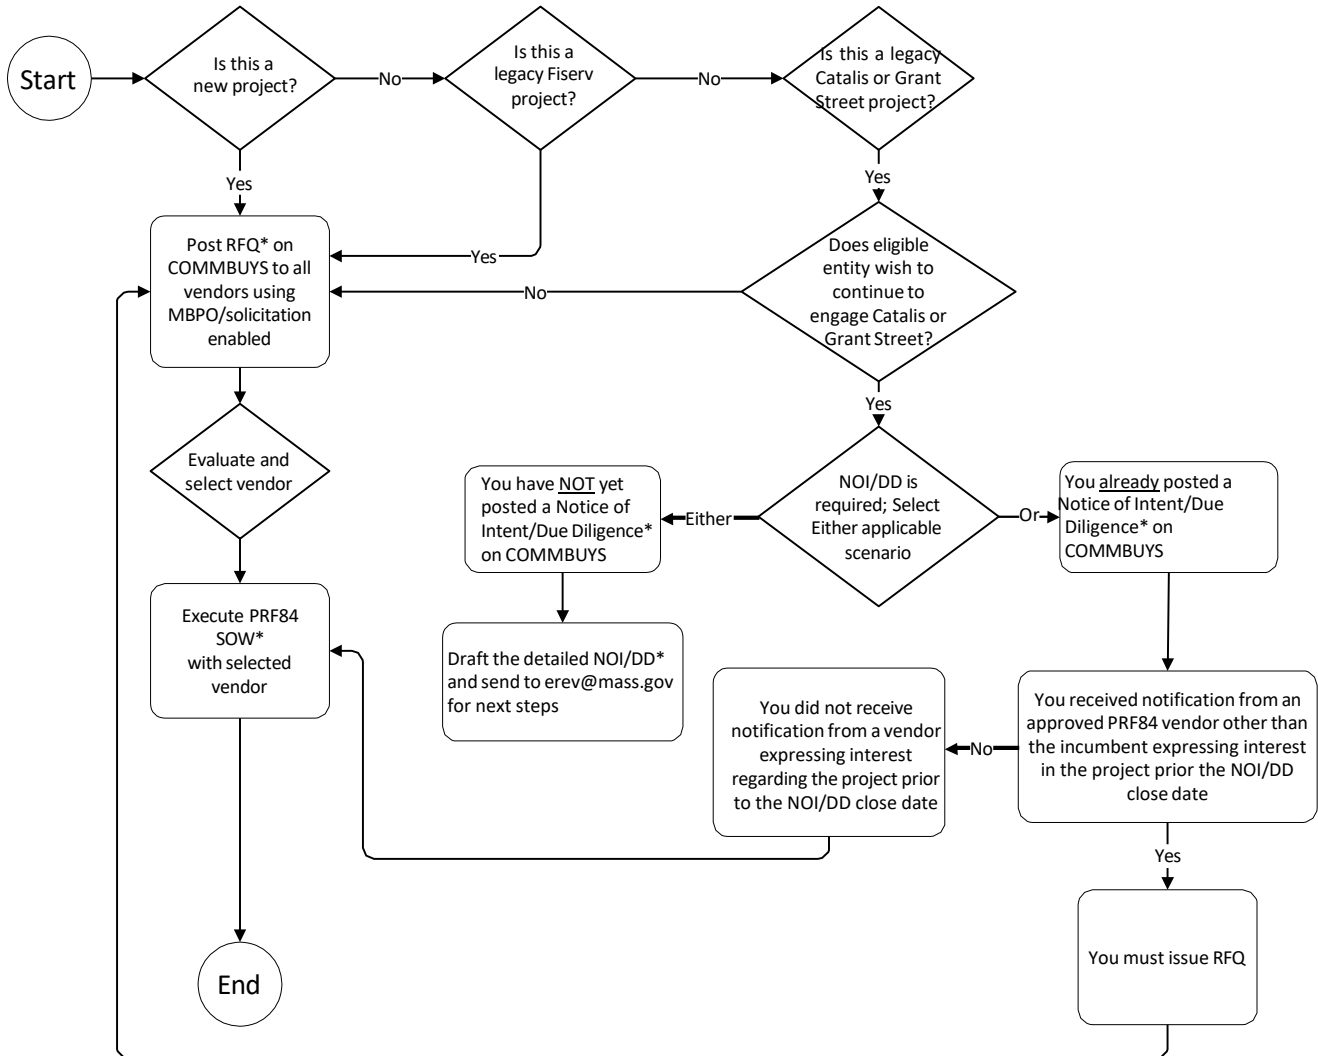 Start
Is this a
new project?
No
Is this a
legacy Fiserv
project?
No
Is this a legacy
Catalis or Grant
Street project?
Yes
Yes
Yes
Post RFQ* on
COMMBUYS to all
vendors using
MBPO/solicitation
enabled
No
Does eligible
entity wish to
continue to
engage Catalis or
Grant Street?
Yes
Evaluate and
select vendor
You have NOT yet
posted a Notice of
Intent/Due Diligence*
on COMMBUYS
Either
NOI/DD is
required; Select
Either applicable
scenario
Or
You already posted a
Notice of Intent/Due
Diligence* on
COMMBUYS
Execute PRF84
SOW*
with selected
vendor
Draft the detailed NOI/DD*
and send to erev@mass.gov
for next steps
You did not receive
notification from a vendor
expressing interest
regarding the project prior
to the NOI/DD close date
No
You received notification from an
approved PRF84 vendor other than
the incumbent expressing interest
in the project prior the NOI/DD
close date
Yes
You must issue RFQ
End